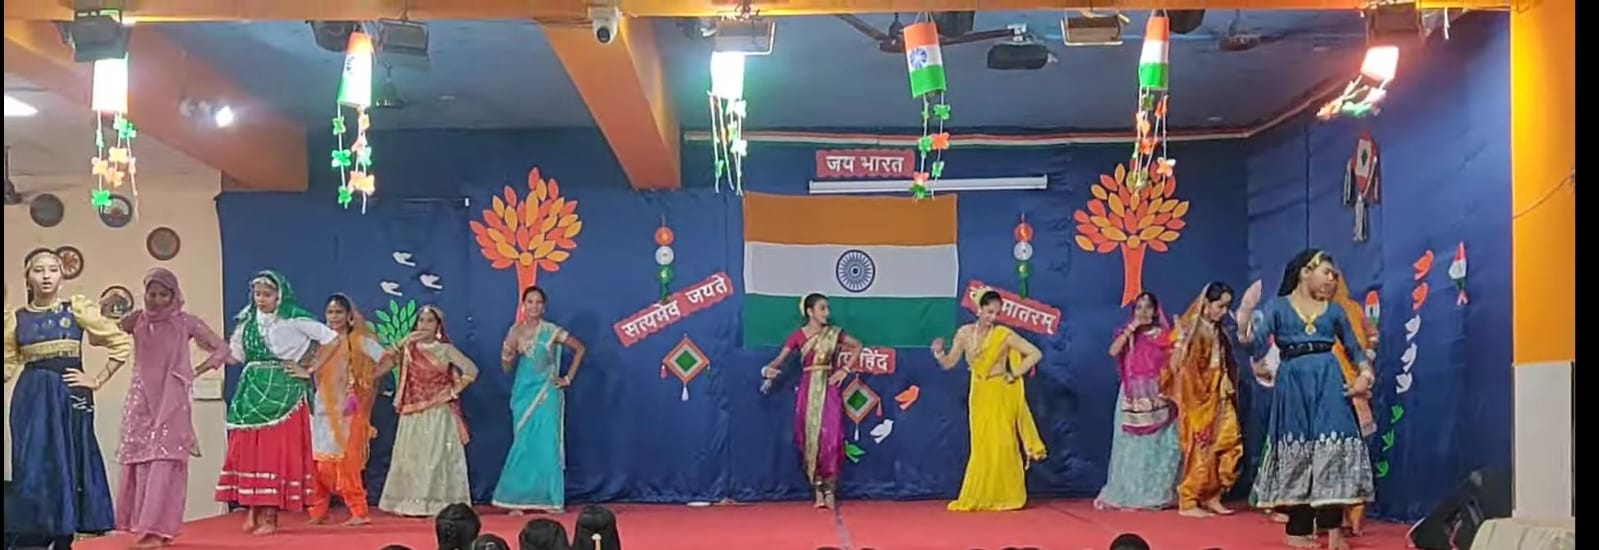 जय भारत
सत्यमेव जयते
मातरम्
हिंद